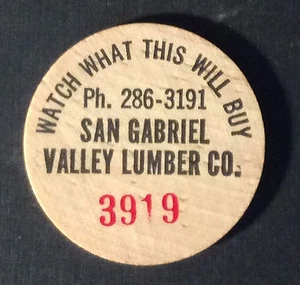 WATCH WHAT THIS WILL BUY
Ph. 286-3191
SAN GABRIEL
VALLEY LUMBER CO.
3919